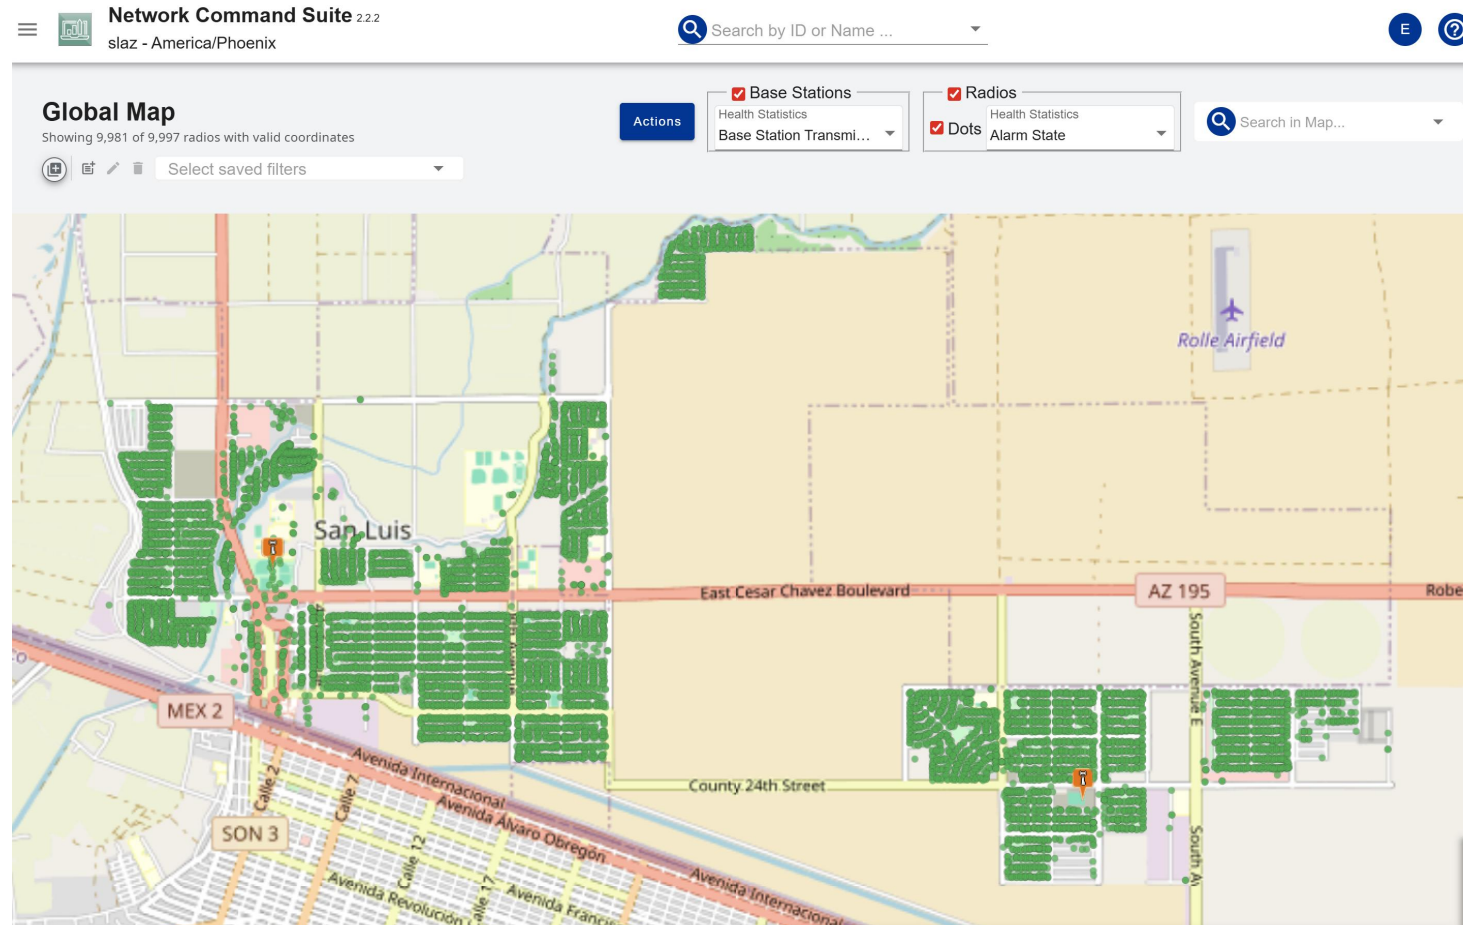 Network Command Suite 2.2.2
slaz - America/Phoenix
Search by ID or Name ...
E
?
Global Map
Showing 9,981 of 9,997 radios with valid coordinates
Select saved filters
Actions
Base Stations
Health Statistics
Base Station Transmi...
Radios
Dots
Health Statistics
Alarm State
Search in Map...
Rolle Airfield
San Luis
East Cesar Chavez Boulevard
AZ 195
Robe
South Avenue E
MEX 2
Avenida Internacional
County 24th Street
Calle 2
Calle 7
Avenida Álvaro Obregón
SON 3
Calle 12
South Av
Avenida Internacional
Avenida Revolución
alle 17
Avenida Francis